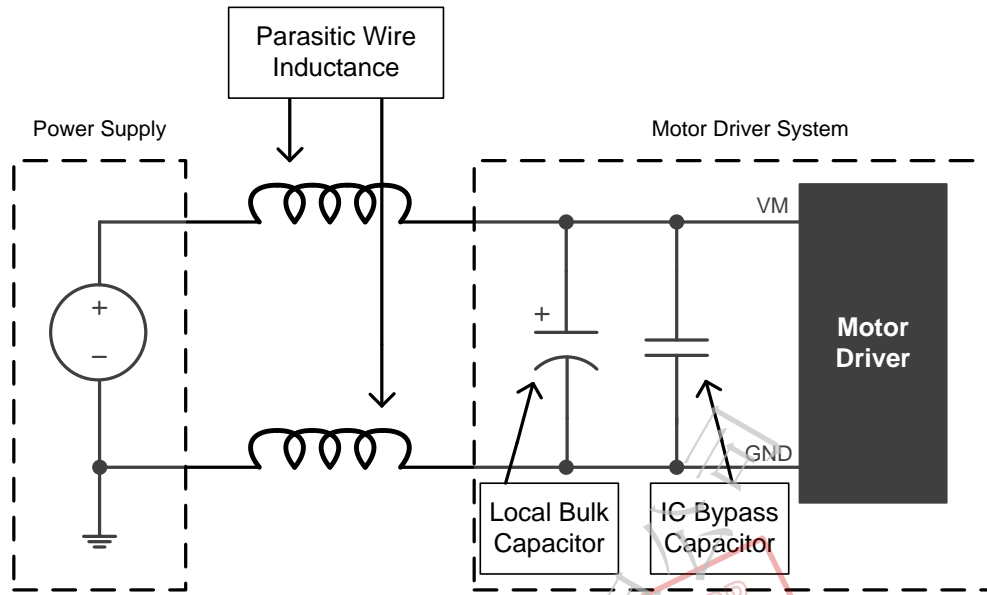 Parasitic Wire
Inductance
Power Supply
Motor Driver System
VM
+
–
+
Motor
Driver
GND
Local Bulk
Capacitor
IC Bypass
Capacitor